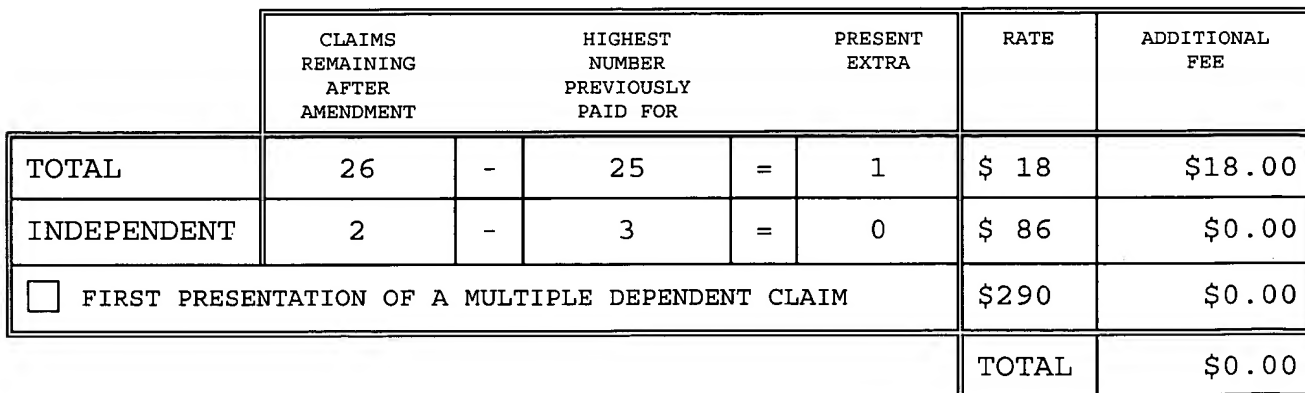 CLAIMS REMAINING AFTER AMENDMENT HIGHEST NUMBER PREVIOUSLY PAID FOR PRESENT EXTRA RATE ADDITIONAL FEE
TOTAL 26 - 25 = 1 $ 18 $18.00
INDEPENDENT 2 - 3 = 0 $ 86 $0.00
FIRST PRESENTATION OF A MULTIPLE DEPENDENT CLAIM $290 $0.00
TOTAL $0.00